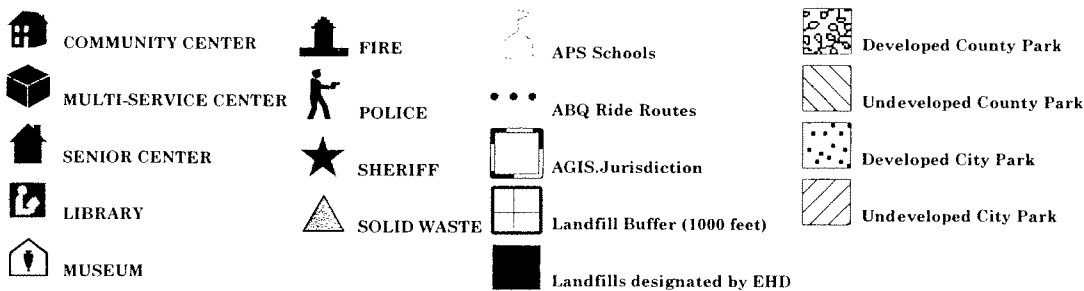 COMMUNITY CENTER
MULTI-SERVICE CENTER
SENIOR CENTER
LIBRARY
MUSEUM
FIRE
POLICE
SHERIFF
SOLID WASTE
APS Schools
ABQ Ride Routes
AGIS.Jurisdiction
Landfill Buffer (1000 feet)
Landfills designated by EHD
Developed County Park
Undeveloped County Park
Developed City Park
Undeveloped City Park